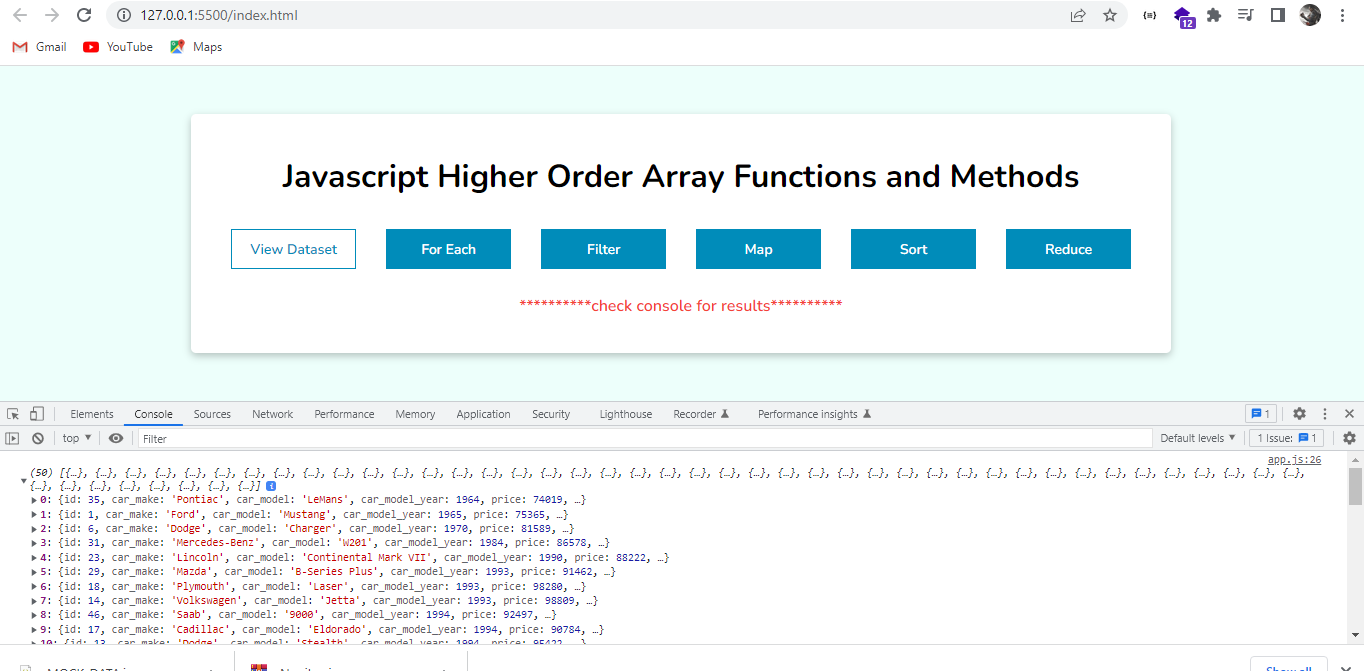 127.0.0.1:5500/index.html
12
Gmail YouTube Maps
Javascript Higher Order Array Functions and Methods
View Dataset For Each Filter Map Sort Reduce
**********check console for results**********
Elements Console Sources Network Performance Memory Application Security Lighthouse Recorder Performance insights 1
top Filter Default levels 1 Issue: 1
app.js:26
(50) [{…}, {…}, {…}, {…}, {…}, {…}, {…}, {…}, {…}, {…}, {…}, {…}, {…}, {…}, {…}, {…}, {…}, {…}, {…}, {…}, {…}, {…}, {…}, {…}, {…}, {…}, {…}, {…}, {…}, {…}, {…}, {…}, {…}, {…}, {…}, {…}, {…}, {…}, {…}, {…}, {…}, {…},
{…}, {…}, {…}, {…}, {…}, {…}, {…}, {…}]
0: {id: 35, car_make: 'Pontiac', car_model: 'LeMans', car_model_year: 1964, price: 74019, …}
1: {id: 1, car_make: 'Ford', car_model: 'Mustang', car_model_year: 1965, price: 75365, …}
2: {id: 6, car_make: 'Dodge', car_model: 'Charger', car_model_year: 1970, price: 81589, …}
3: {id: 31, car_make: 'Mercedes-Benz', car_model: 'W201', car_model_year: 1984, price: 86578, …}
4: {id: 23, car_make: 'Lincoln', car_model: 'Continental Mark VII', car_model_year: 1990, price: 88222, …}
5: {id: 29, car_make: 'Mazda', car_model: 'B-Series Plus', car_model_year: 1993, price: 91462, …}
6: {id: 18, car_make: 'Plymouth', car_model: 'Laser', car_model_year: 1993, price: 98280, …}
7: {id: 14, car_make: 'Volkswagen', car_model: 'Jetta', car_model_year: 1993, price: 98809, …}
8: {id: 46, car_make: 'Saab', car_model: '9000', car_model_year: 1994, price: 92497, …}
9: {id: 17, car_make: 'Cadillac', car_model: 'Eldorado', car_model_year: 1994, price: 90784, …}
10: {id: 13, car_make: 'Dodge', car_model: 'Stealth', car_model_year: 1994, price: 95422, …}
Show all